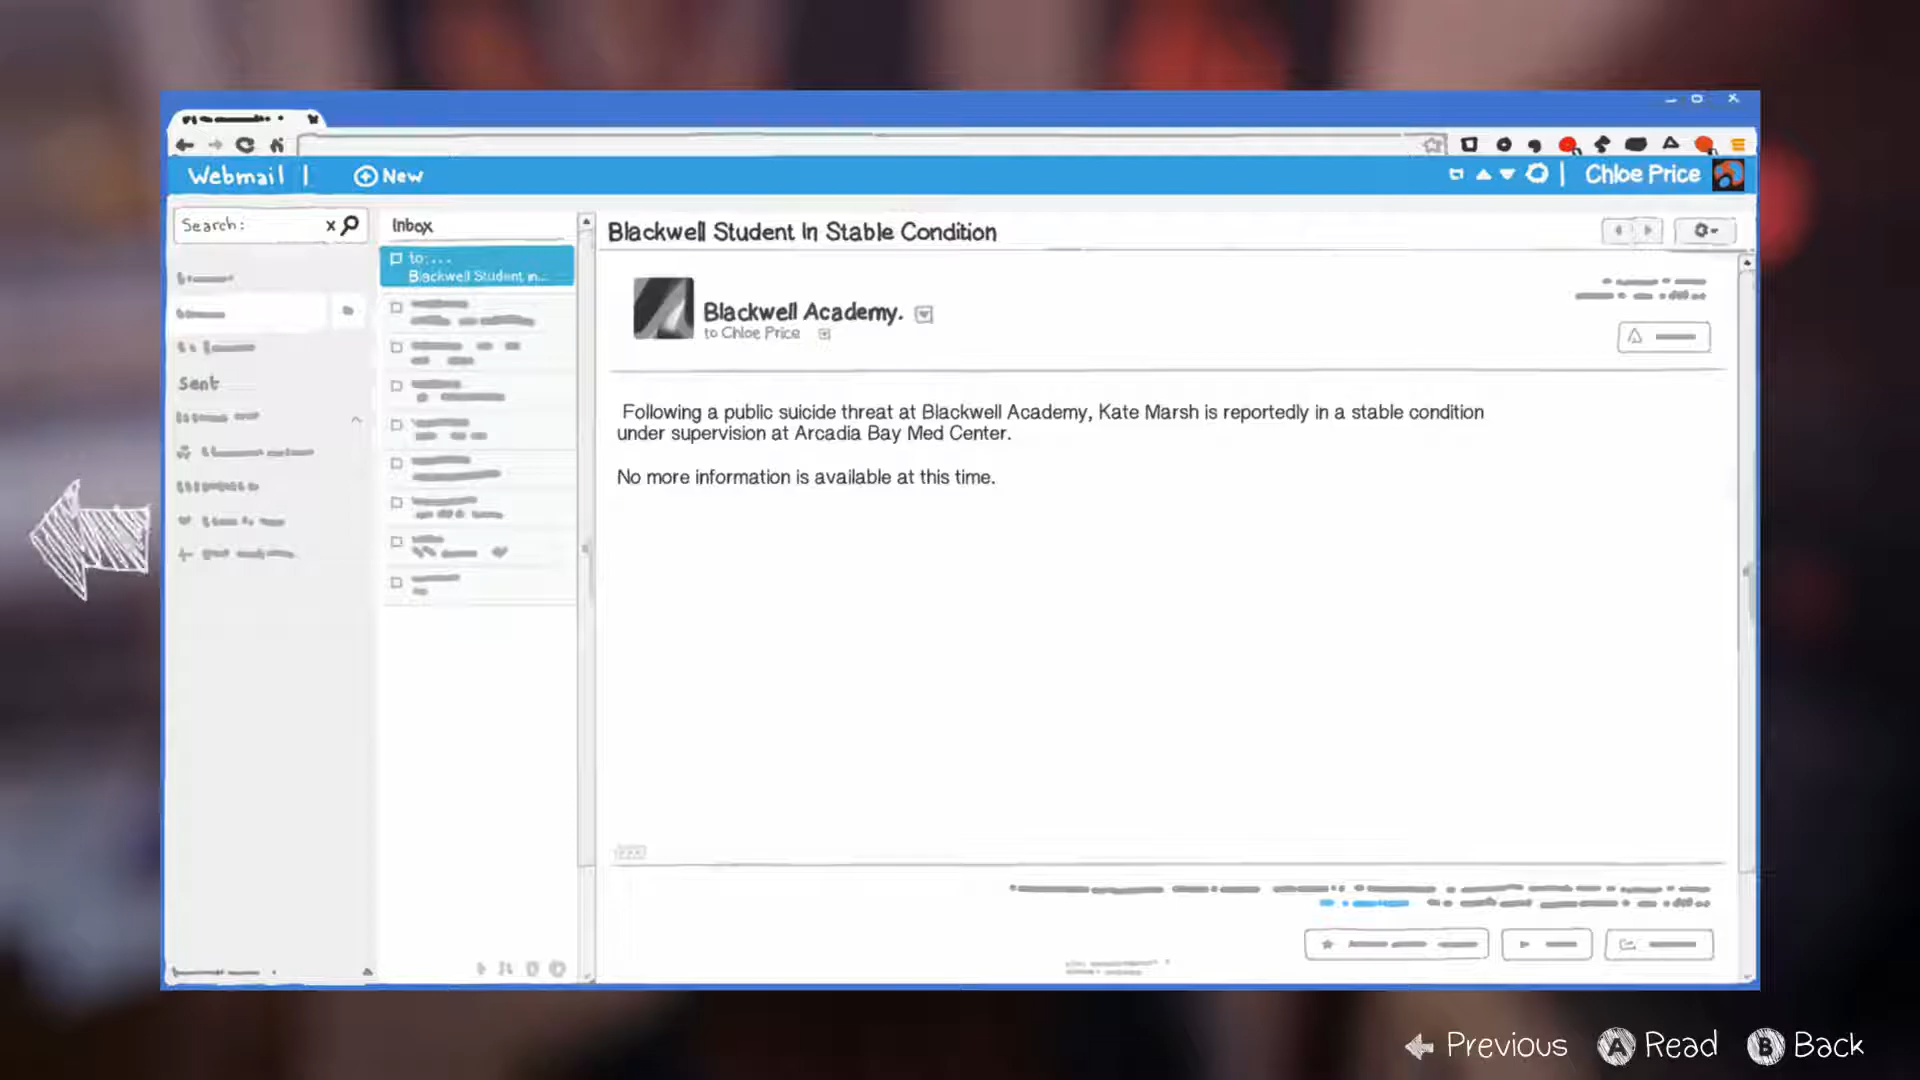 Webmail | New
Chloe Price
Search: x
Inbox
to:...
Blackwell Student in...
Sent
Blackwell Student In Stable Condition
Blackwell Academy.
to Chloe Price
Following a public suicide threat at Blackwell Academy, Kate Marsh is reportedly in a stable condition
under supervision at Arcadia Bay Med Center.
No more information is available at this time.
Previous A Read B Back